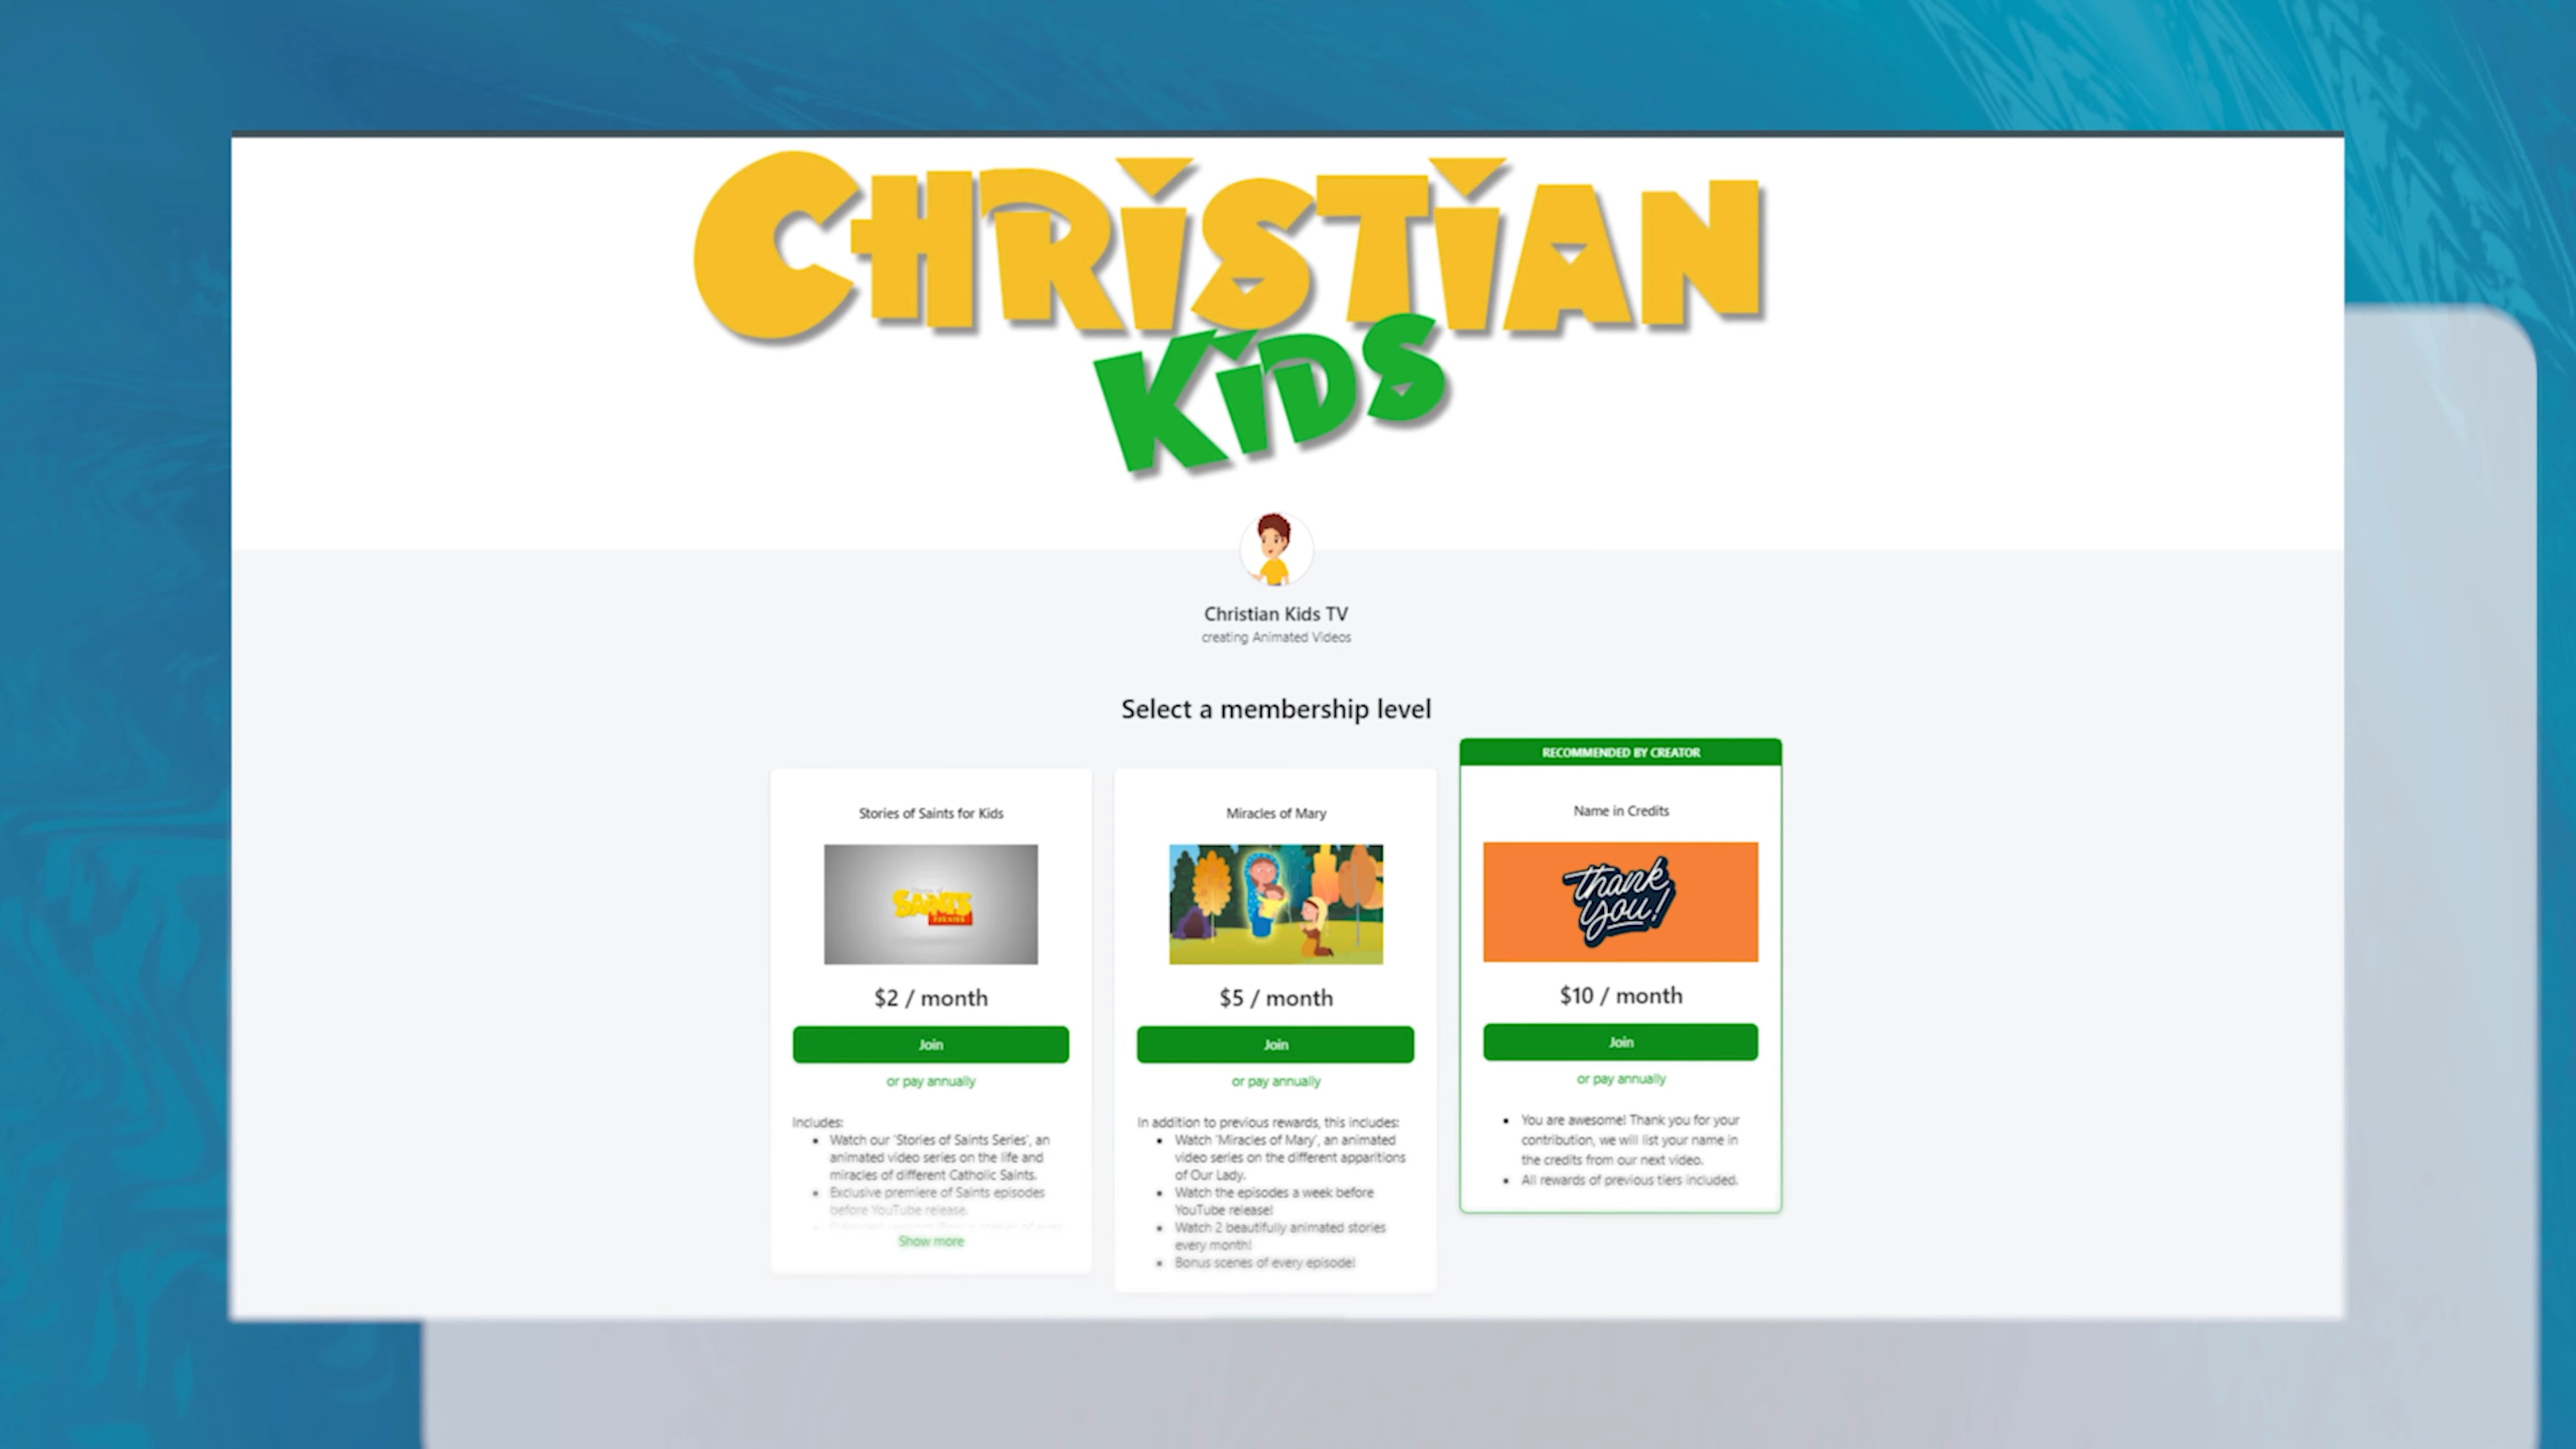 CHRISTIAN
KIDS
Christian Kids TV
creating Animated Videos
Select a membership level
Stories of Saints for Kids
SAINTS
FOR KIDS
$2 / month
Join
or pay annually
Includes:
Watch our 'Stories of Saints Series', an
animated video series on the life and
miracles of different Catholic Saints.
Exclusive premiere of Saints episodes
before YouTube release.
Show more
Miracles of Mary
$5 / month
Join
or pay annually
In addition to previous rewards, this includes:
Watch 'Miracles of Mary', an animated
video series on the different apparitions
of Our Lady.
Watch the episodes a week before
YouTube release!
Watch 2 beautifully animated stories
every month!
Bonus scenes of every episode!
RECOMMENDED BY CREATOR
Name in Credits
thank
you!
$10 / month
Join
or pay annually
You are awesome! Thank you for your
contribution, we will list your name in
the credits from our next video.
All rewards of previous tiers included.